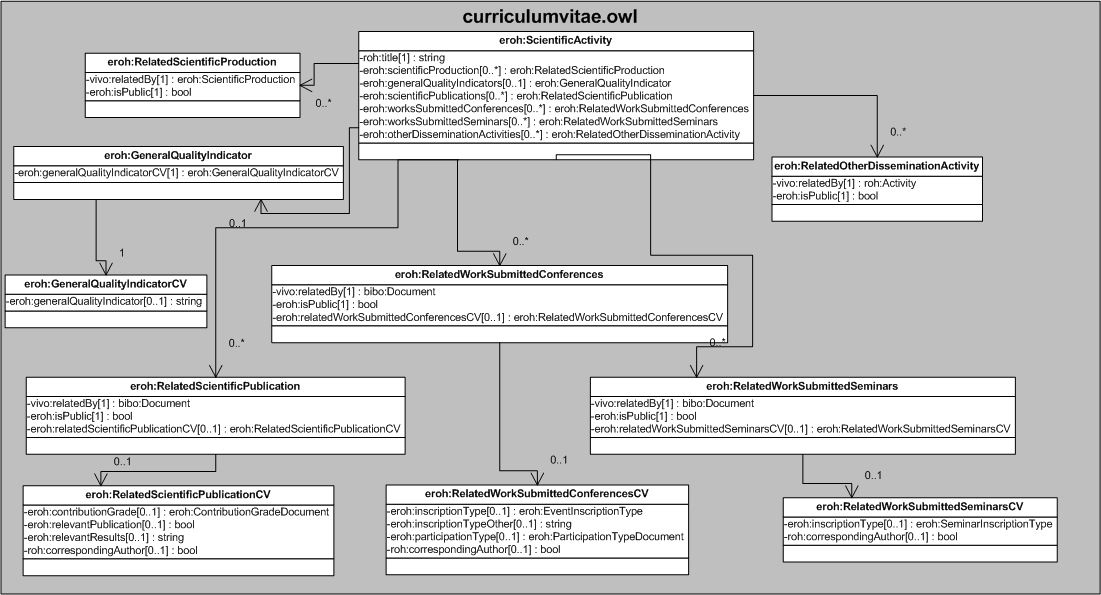 curriculumvitae.owl
eroh:ScientificActivity
-roh:title[1] : string
-eroh:scientificProduction[0..*] : eroh:RelatedScientificProduction
-eroh:generalQualityIndicators[0..1] : eroh:GeneralQualityIndicator
-eroh:scientificPublications[0..*] : eroh:RelatedScientificPublication
-eroh:worksSubmittedConferences[0..*] : eroh:RelatedWorkSubmittedConferences
-eroh:worksSubmittedSeminars[0..*] : eroh:RelatedWorkSubmittedSeminars
-eroh:otherDisseminationActivities[0..*] : eroh:RelatedOtherDisseminationActivity
eroh:RelatedScientificProduction
-vivo:relatedBy[1] : eroh:ScientificProduction
-eroh:isPublic[1] : bool
0..*
0..*
eroh:GeneralQualityIndicator
-eroh:generalQualityIndicatorCV[1] : eroh:GeneralQualityIndicatorCV
eroh:RelatedOtherDisseminationActivity
-vivo:relatedBy[1] : roh:Activity
-eroh:isPublic[1] : bool
0..1
0..*
1
eroh:GeneralQualityIndicatorCV
-eroh:generalQualityIndicator[0..1] : string
eroh:RelatedWorkSubmittedConferences
-vivo:relatedBy[1] : bibo:Document
-eroh:isPublic[1] : bool
-eroh:relatedWorkSubmittedConferencesCV[0..1] : eroh:RelatedWorkSubmittedConferencesCV
0..*
0..*
eroh:RelatedScientificPublication
-vivo:relatedBy[1] : bibo:Document
-eroh:isPublic[1] : bool
-eroh:relatedScientificPublicationCV[0..1] : eroh:RelatedScientificPublicationCV
eroh:RelatedWorkSubmittedSeminars
-vivo:relatedBy[1] : bibo:Document
-eroh:isPublic[1] : bool
-eroh:relatedWorkSubmittedSeminarsCV[0..1] : eroh:RelatedWorkSubmittedSeminarsCV
0..1
0..1
0..1
eroh:RelatedScientificPublicationCV
-eroh:contributionGrade[0..1] : eroh:ContributionGradeDocument
-eroh:relevantPublication[0..1] : bool
-eroh:relevantResults[0..1] : string
-roh:correspondingAuthor[0..1] : bool
eroh:RelatedWorkSubmittedConferencesCV
-eroh:inscriptionType[0..1] : eroh:EventInscriptionType
-eroh:inscriptionTypeOther[0..1] : string
-eroh:participationType[0..1] : eroh:ParticipationTypeDocument
-roh:correspondingAuthor[0..1] : bool
eroh:RelatedWorkSubmittedSeminarsCV
-eroh:inscriptionType[0..1] : eroh:SeminarInscriptionType
-roh:correspondingAuthor[0..1] : bool